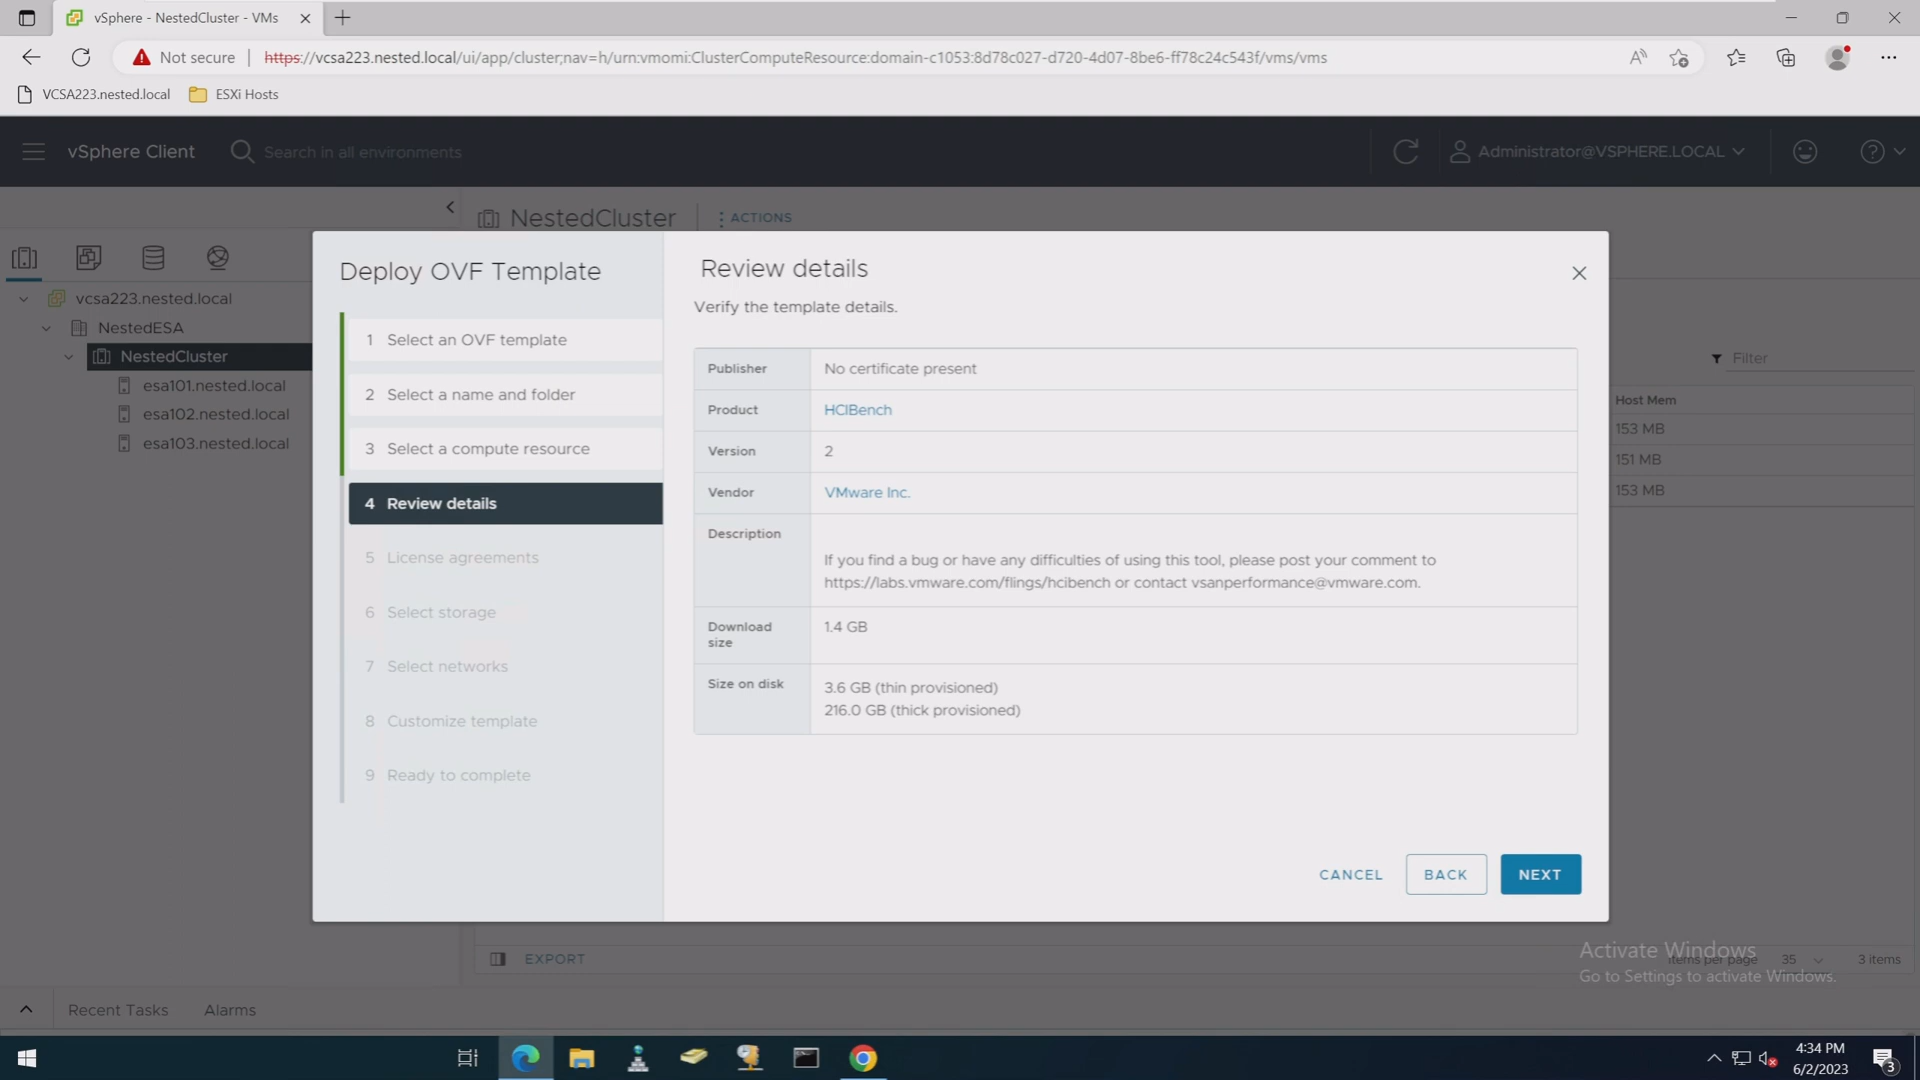 vSphere - NestedCluster - VMs
Not secure
https://vcsa223.nested.local/ui/app/cluster;nav=h/urn:vmomi:ClusterComputeResource:domain-c1053:8d78c027-d720-4d07-8be6-ff78c24c543f/vms/vms
VCSA223.nested.local
ESXi Hosts
vSphere Client
Search in all environments
Administrator@VSPHERE.LOCAL
NestedCluster
ACTIONS
vcsa223.nested.local
NestedESA
NestedCluster
esa101.nested.local
esa102.nested.local
esa103.nested.local
Filter
Host Mem
153 MB
151 MB
153 MB
Deploy OVF Template
1 Select an OVF template
2 Select a name and folder
3 Select a compute resource
4 Review details
5 License agreements
6 Select storage
7 Select networks
8 Customize template
9 Ready to complete
Review details
Verify the template details.
Publisher No certificate present
Product HCIBench
Version 2
Vendor VMware Inc.
Description
If you find a bug or have any difficulties of using this tool, please post your comment to
https://labs.vmware.com/flings/hcibench or contact vsanperformance@vmware.com.
Download
size
1.4 GB
Size on disk
3.6 GB (thin provisioned)
216.0 GB (thick provisioned)
CANCEL
BACK
NEXT
EXPORT
Items per page 35
3 items
Activate Windows
Go to Settings to activate Windows.
Recent Tasks
Alarms
4:34 PM
6/2/2023
3